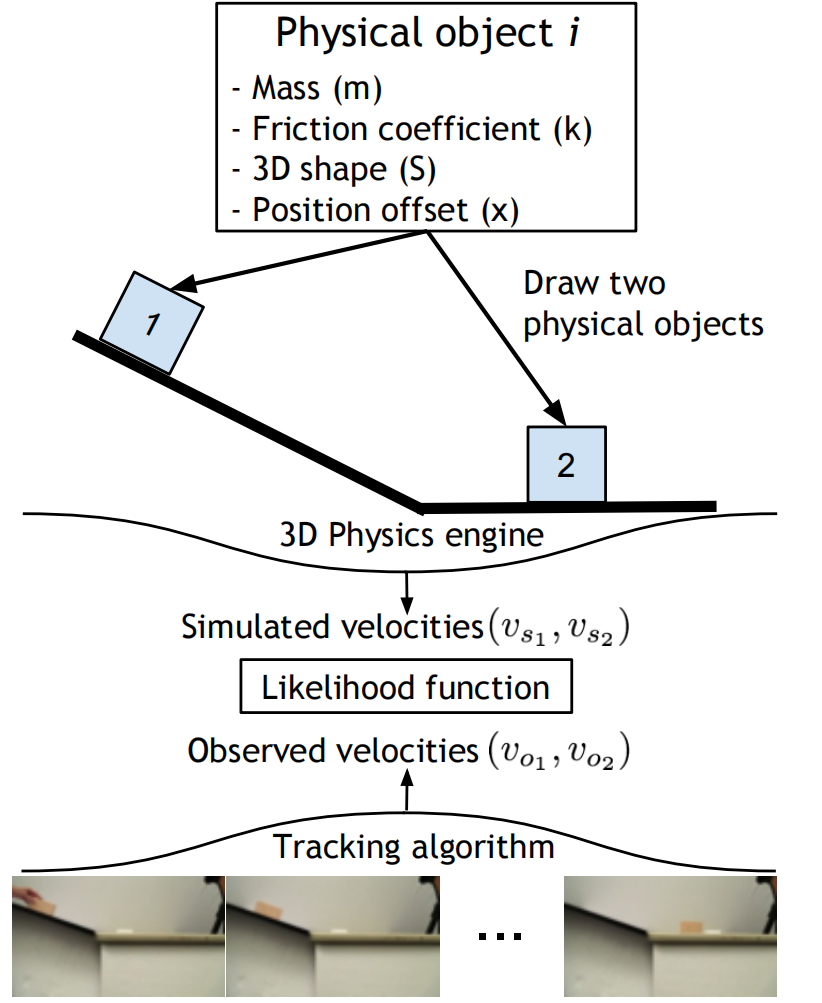 Physical object i
- Mass (m)
- Friction coefficient (k)
- 3D shape (S)
- Position offset (x)
Draw two
physical objects
1
2
3D Physics engine
Simulated velocities (v_{s_1}, v_{s_2})
Likelihood function
Observed velocities (v_{o_1}, v_{o_2})
Tracking algorithm
...